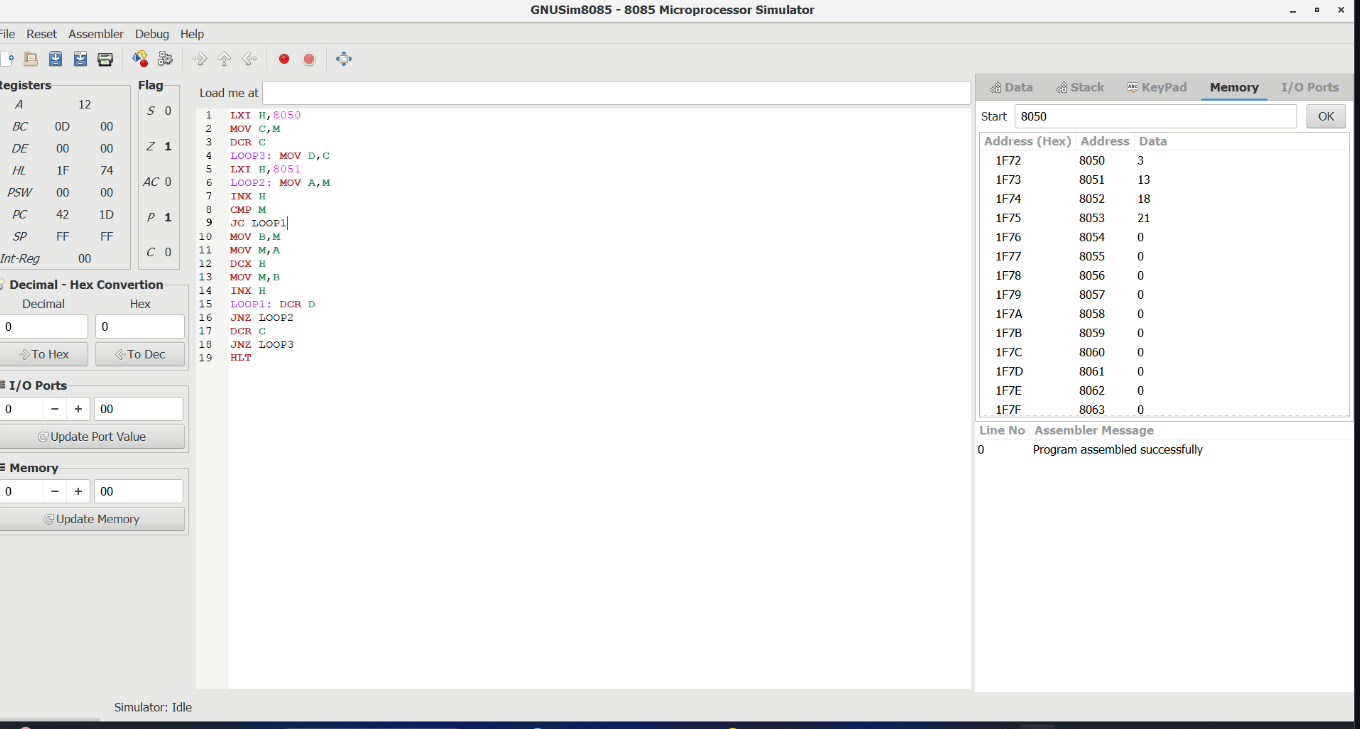 GNUSim8085 - 8085 Microprocessor Simulator
File Reset Assembler Debug Help
Registers
A 12
BC 0D 00
DE 00 00
HL 1F 74
PSW 00 00
PC 42 1D
SP FF FF
Int-Reg 00
Flag
S 0
Z 1
AC 0
P 1
C 0
Decimal - Hex Convertion
Decimal Hex
0 0
To Hex To Dec
I/O Ports
0 − + 00
Update Port Value
Memory
0 − + 00
Update Memory
Load me at
1 LXI H,8050
2 MOV C,M
3 DCR C
4 LOOP3: MOV D,C
5 LXI H,8051
6 LOOP2: MOV A,M
7 INX H
8 CMP M
9 JC LOOP1
10 MOV B,M
11 MOV M,A
12 DCX H
13 MOV M,B
14 INX H
15 LOOP1: DCR D
16 JNZ LOOP2
17 DCR C
18 JNZ LOOP3
19 HLT
Data Stack KeyPad Memory I/O Ports
Start 8050 OK
Address (Hex) Address Data
1F72 8050 3
1F73 8051 13
1F74 8052 18
1F75 8053 21
1F76 8054 0
1F77 8055 0
1F78 8056 0
1F79 8057 0
1F7A 8058 0
1F7B 8059 0
1F7C 8060 0
1F7D 8061 0
1F7E 8062 0
1F7F 8063 0
Line No Assembler Message
0 Program assembled successfully
Simulator: Idle